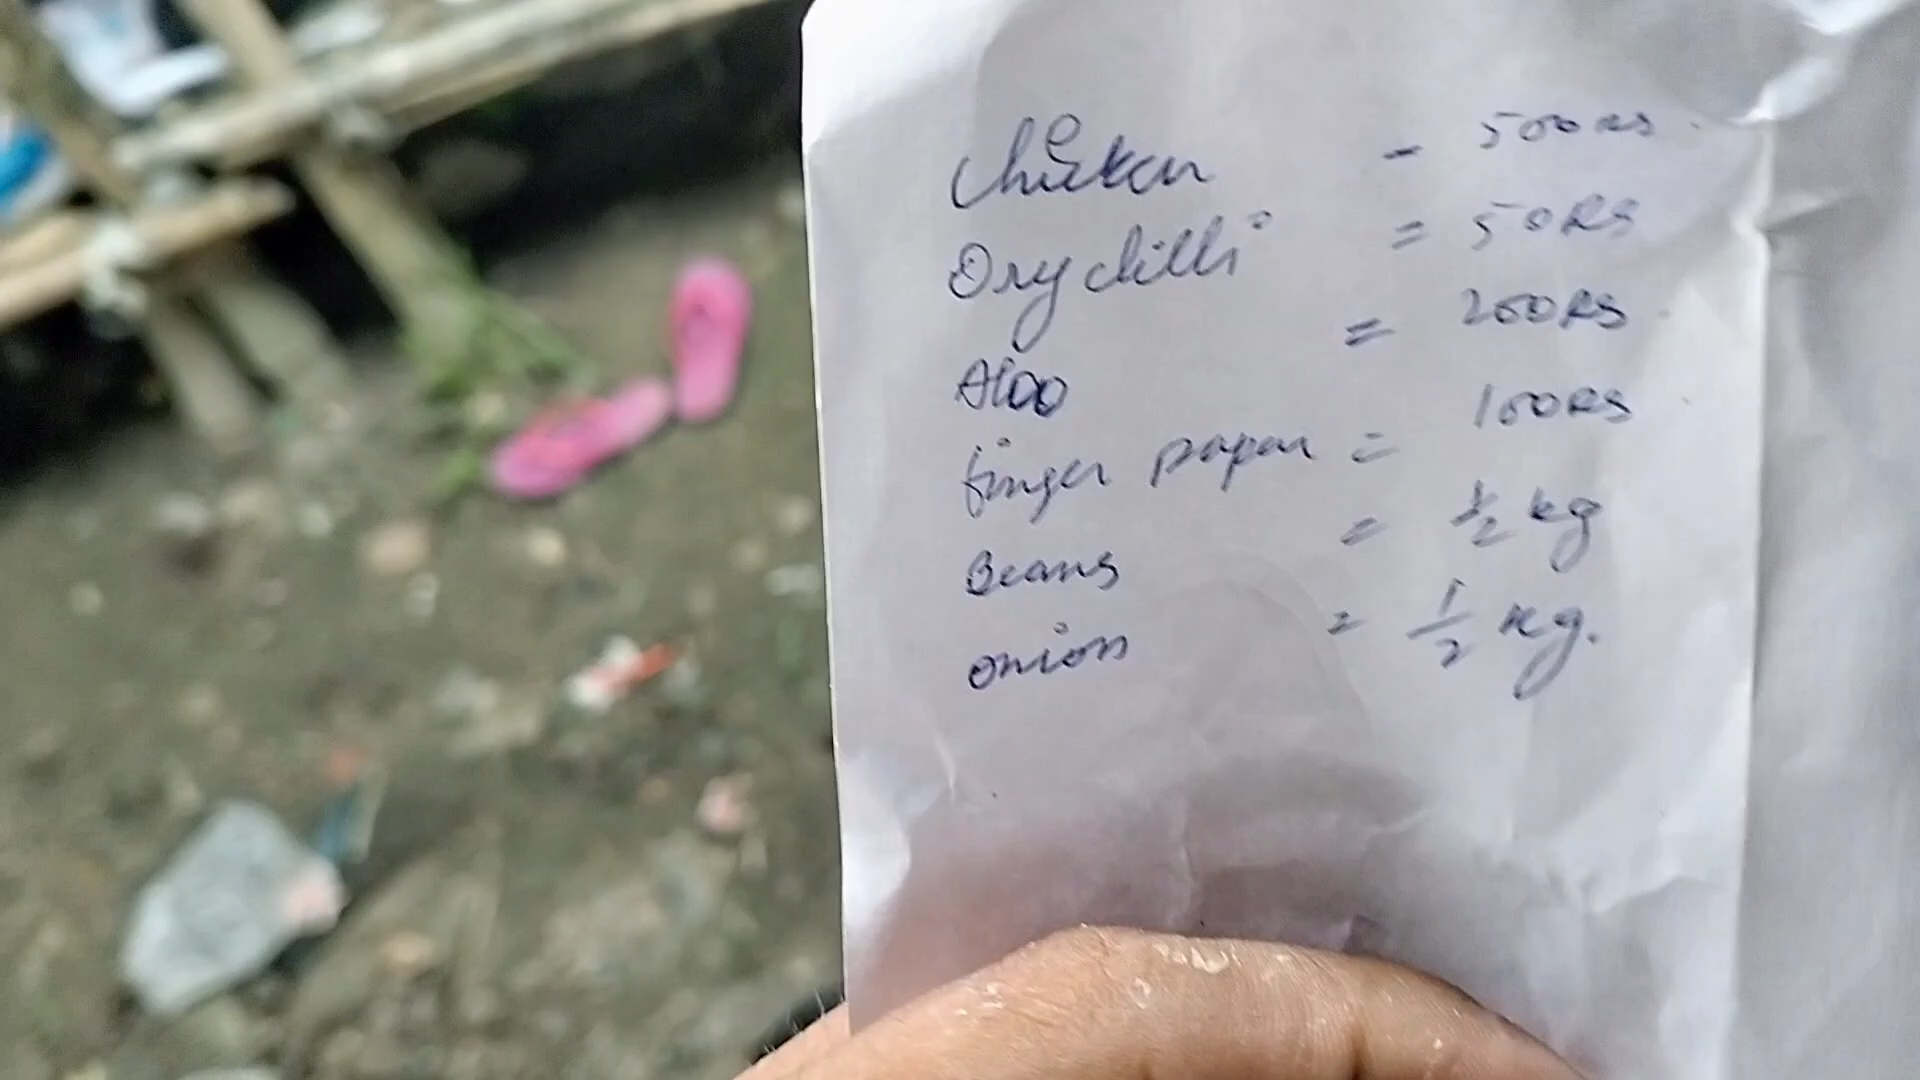 Chicken - 500RS.
Dry chilli = 50RS
Aloo = 200RS
finger papar = 100RS
Beans = 1/2 kg
onion = 1/2 kg.